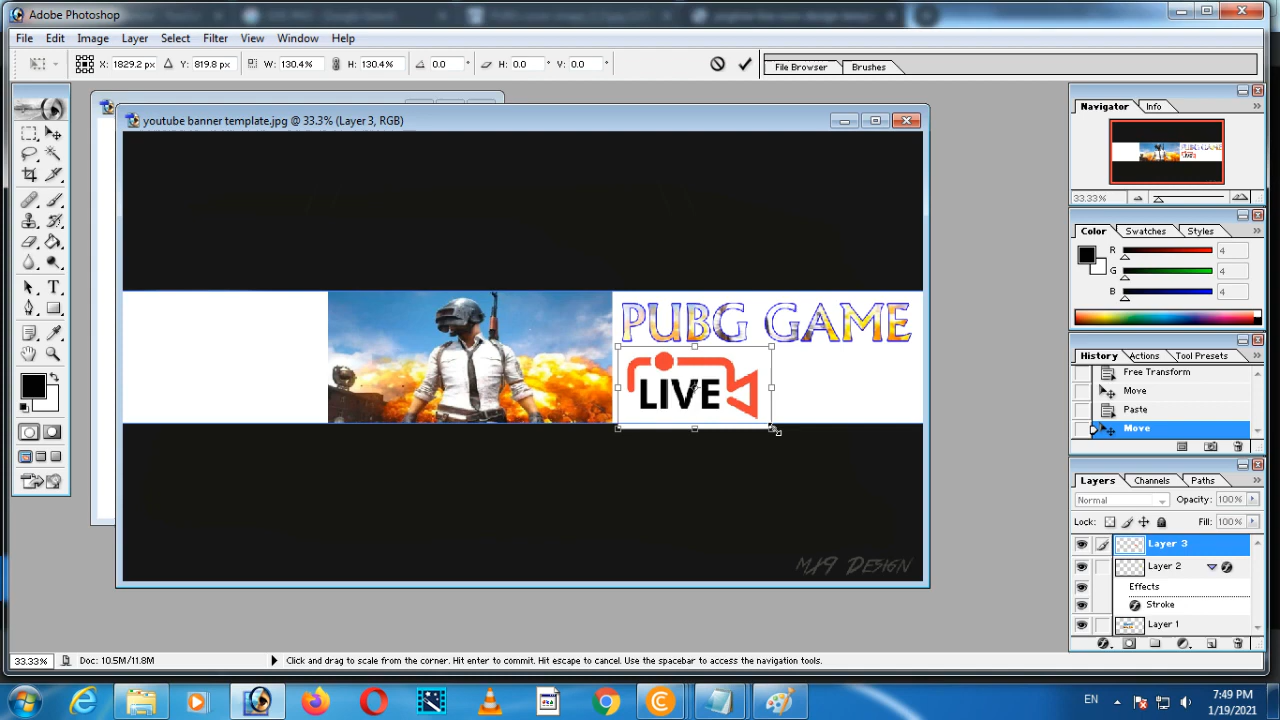 Adobe Photoshop
File Edit Image Layer Select Filter View Window Help
X: 1829.2 px Y: 819.8 px W: 130.4% H: 130.4% 0.0 ° H: 0.0 ° V: 0.0 °
File Browser Brushes
youtube banner template.jpg @ 33.3% (Layer 3, RGB)
PUBG GAME
LIVE
MJ9 DESIGN
Navigator Info
33.33%
Color Swatches Styles
R 4
G 4
B 4
History Actions Tool Presets
Free Transform
Move
Paste
Move
Layers Channels Paths
Normal Opacity: 100%
Lock: Fill: 100%
Layer 3
Layer 2
Effects
Stroke
Layer 1
33.33% Doc: 10.5M/11.8M Click and drag to scale from the corner. Hit enter to commit. Hit escape to cancel. Use the spacebar to access the navigation tools.
EN
7:49 PM
1/19/2021